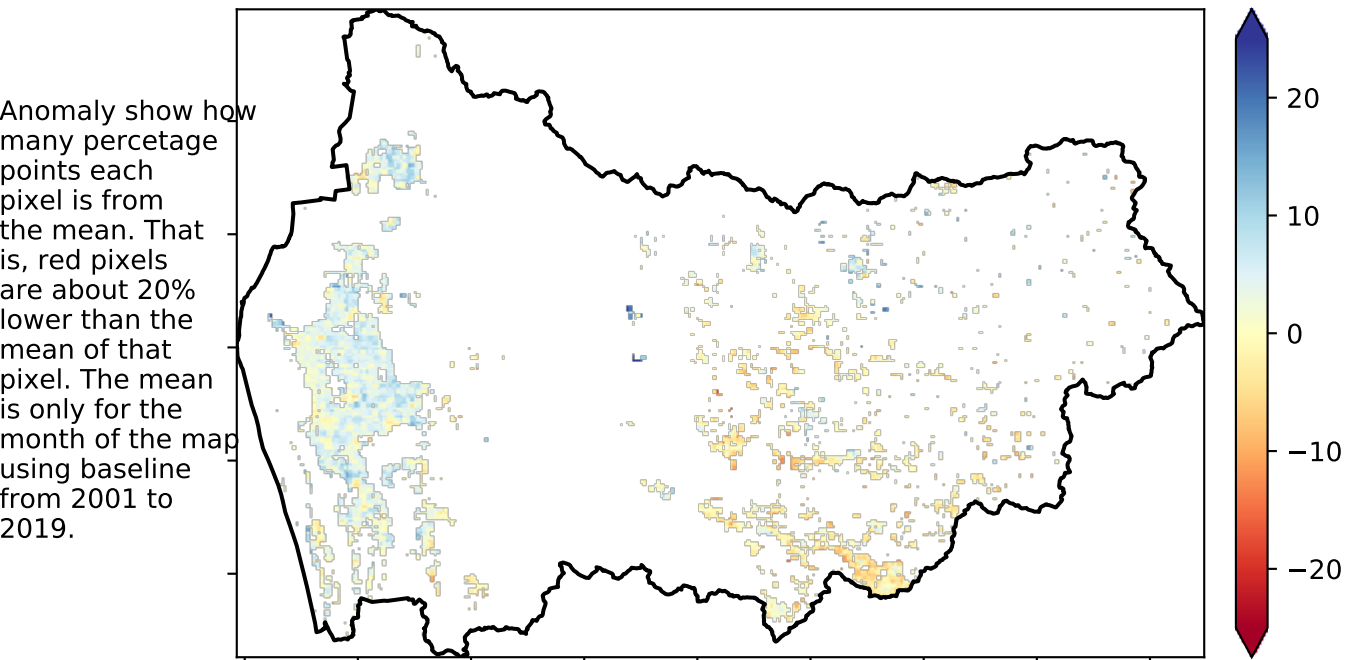 Anomaly show how
many percetage
points each
pixel is from
the mean. That
is, red pixels
are about 20%
lower than the
mean of that
pixel. The mean
is only for the
month of the map
using baseline
from 2001 to
2019.
20
10
0
−10
−20